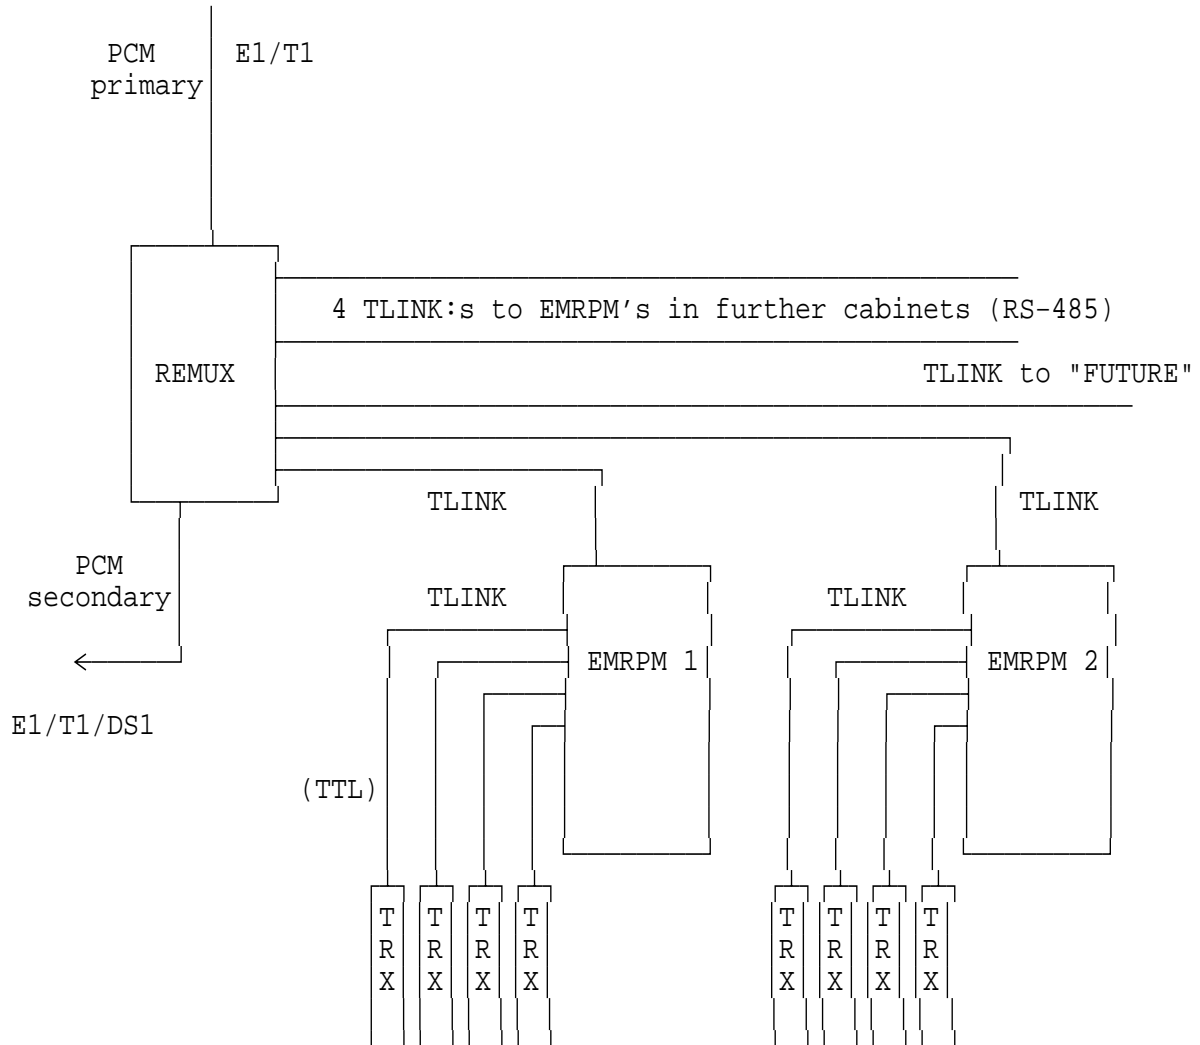 PCM
primary
E1/T1
4 TLINK:s to EMRPM's in further cabinets (RS-485)
REMUX
TLINK to "FUTURE"
TLINK
TLINK
PCM
secondary
TLINK
TLINK
EMRPM 1
EMRPM 2
E1/T1/DS1
(TTL)
T T T T T T T T
R R R R R R R R
X X X X X X X X